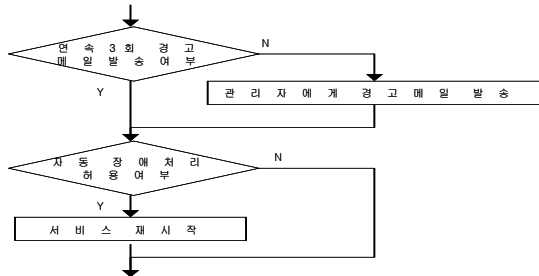 연속3회 경고
메일발송여부
N
Y
관리자에게 경고메일 발송
자동장애처리
허용여부
N
Y
서비스 재시작